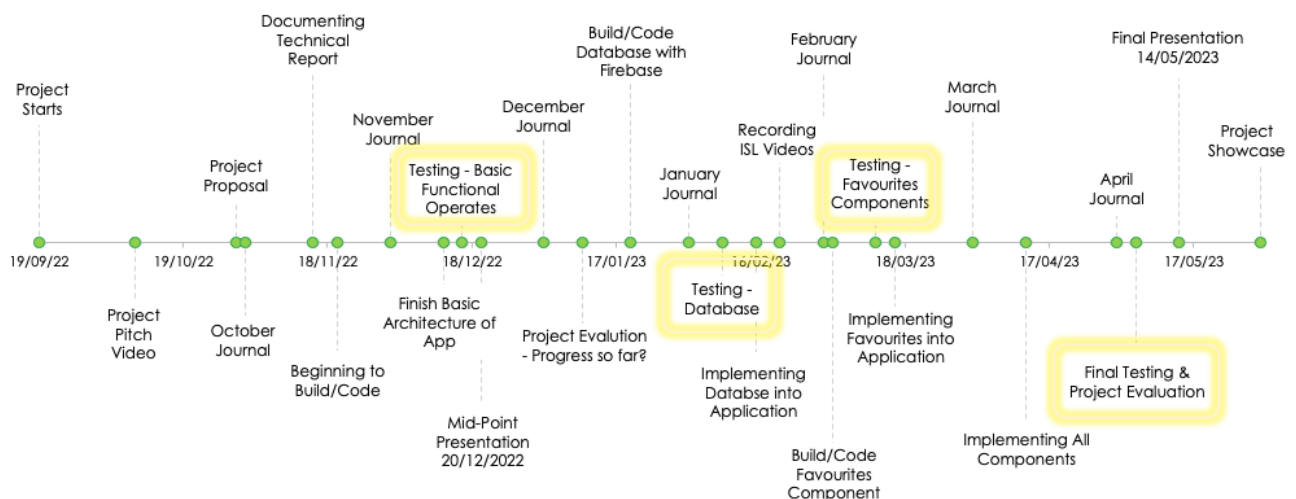 Project
Starts
Project
Proposal
Documenting
Technical
Report
November
Journal
Testing - Basic
Functional
Operates
December
Journal
Build/Code
Database with
Firebase
January
Journal
Recording
ISL Videos
February
Journal
Testing -
Favourites
Components
March
Journal
April
Journal
Final Presentation
14/05/2023
Project
Showcase
19/09/22
19/10/22
18/11/22
18/12/22
17/01/23
16/02/23
18/03/23
17/04/23
17/05/23
Project
Pitch
Video
October
Journal
Beginning to
Build/Code
Finish Basic
Architecture of
App
Mid-Point
Presentation
20/12/2022
Project Evalution
- Progress so far?
Testing -
Database
Implementing
Databse into
Application
Build/Code
Favourites
Component
Implementing
Favourites into
Application
Implementing All
Components
Final Testing &
Project Evaluation